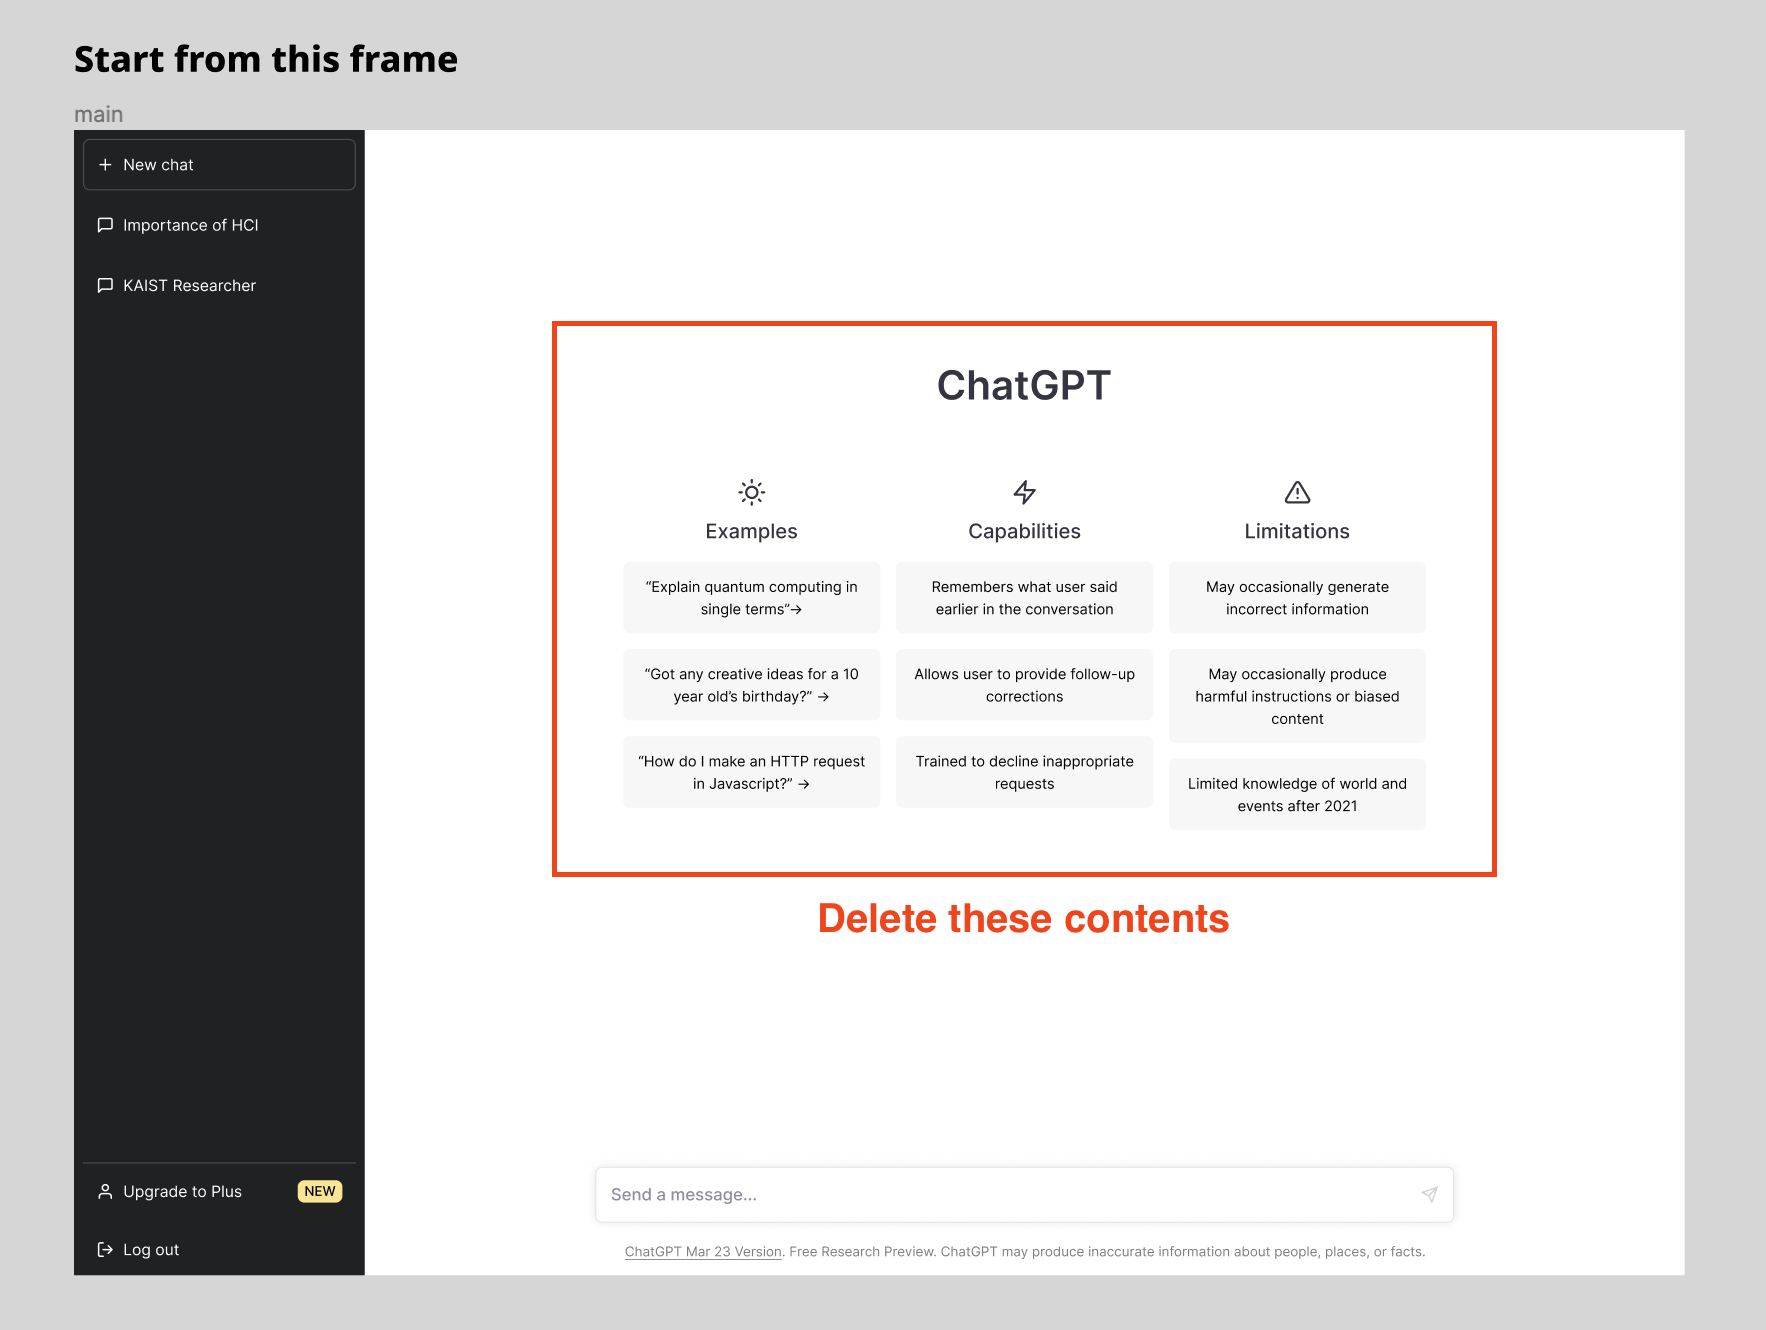 Start from this frame
main
New chat
Importance of HCI
KAIST Researcher
ChatGPT
Examples
“Explain quantum computing in
single terms”→
“Got any creative ideas for a 10
year old’s birthday?” →
“How do I make an HTTP request
in Javascript?” →
Capabilities
Remembers what user said
earlier in the conversation
Allows user to provide follow-up
corrections
Trained to decline inappropriate
requests
Limitations
May occasionally generate
incorrect information
May occasionally produce
harmful instructions or biased
content
Limited knowledge of world and
events after 2021
Delete these contents
Upgrade to Plus NEW
Log out
Send a message...
ChatGPT Mar 23 Version. Free Research Preview. ChatGPT may produce inaccurate information about people, places, or facts.